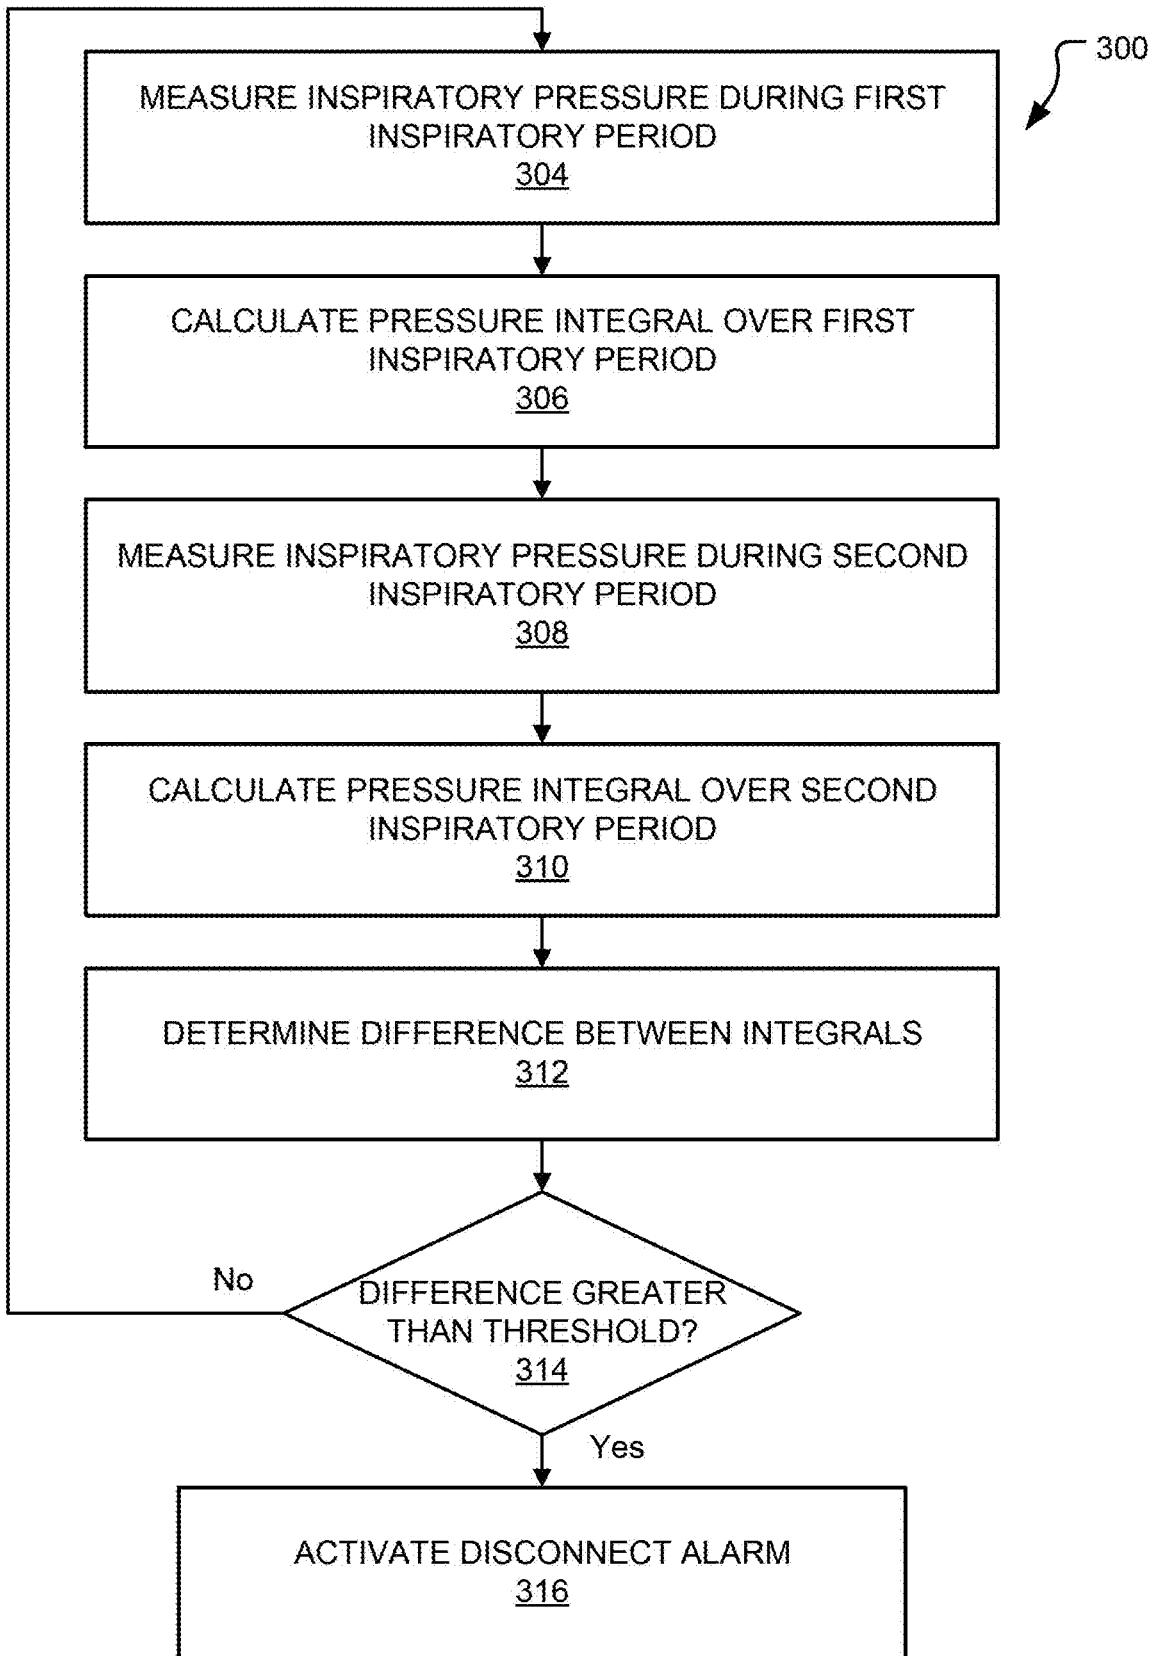 300
MEASURE INSPIRATORY PRESSURE DURING FIRST
INSPIRATORY PERIOD
304
CALCULATE PRESSURE INTEGRAL OVER FIRST
INSPIRATORY PERIOD
306
MEASURE INSPIRATORY PRESSURE DURING SECOND
INSPIRATORY PERIOD
308
CALCULATE PRESSURE INTEGRAL OVER SECOND
INSPIRATORY PERIOD
310
DETERMINE DIFFERENCE BETWEEN INTEGRALS
312
No
DIFFERENCE GREATER
THAN THRESHOLD?
314
Yes
ACTIVATE DISCONNECT ALARM
316